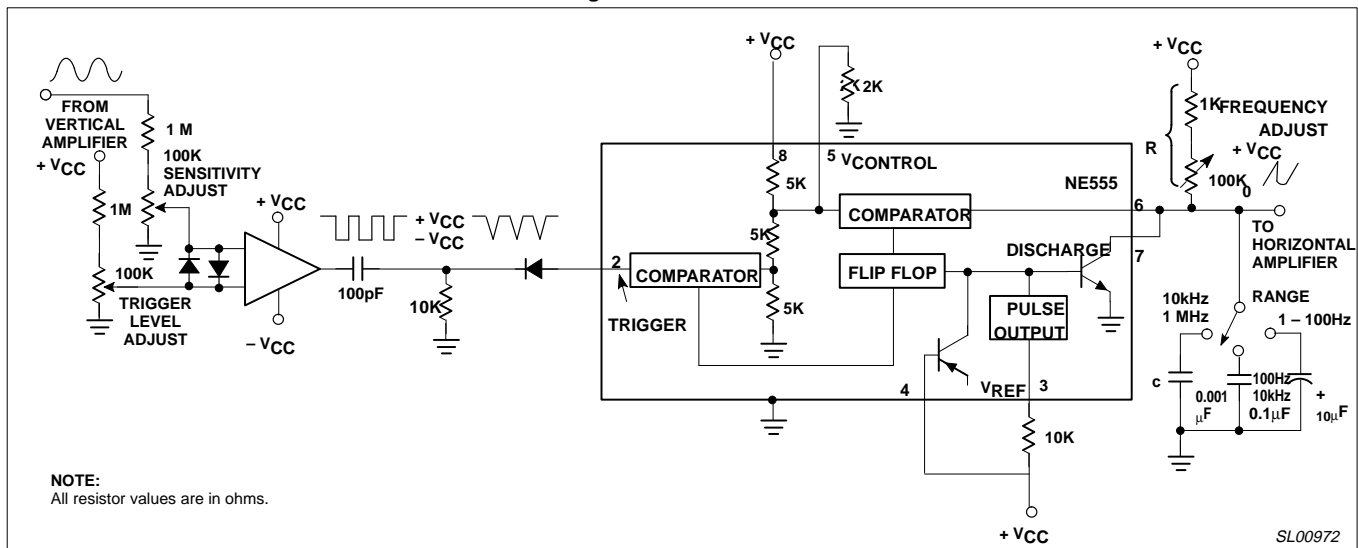 + VCC
FROM
VERTICAL
AMPLIFIER
+ VCC
1 M
100K
SENSITIVITY
ADJUST
1M
100K
TRIGGER
LEVEL
ADJUST
+ VCC
– VCC
100pF
+ VCC
– VCC
10K
2K
8
5
VCONTROL
NE555
5K
COMPARATOR
6
5K
DISCHARGE
7
2
COMPARATOR
FLIP FLOP
5K
TRIGGER
PULSE
OUTPUT
4
VREF
3
10K
+ VCC
+ VCC
1K
FREQUENCY
ADJUST
R
+ VCC
0
100K
TO
HORIZONTAL
AMPLIFIER
10kHz
1 MHz
RANGE
1 – 100Hz
c
0.001
µF
100Hz
10kHz
0.1µF
+
10µF
NOTE:
All resistor values are in ohms.
SL00972